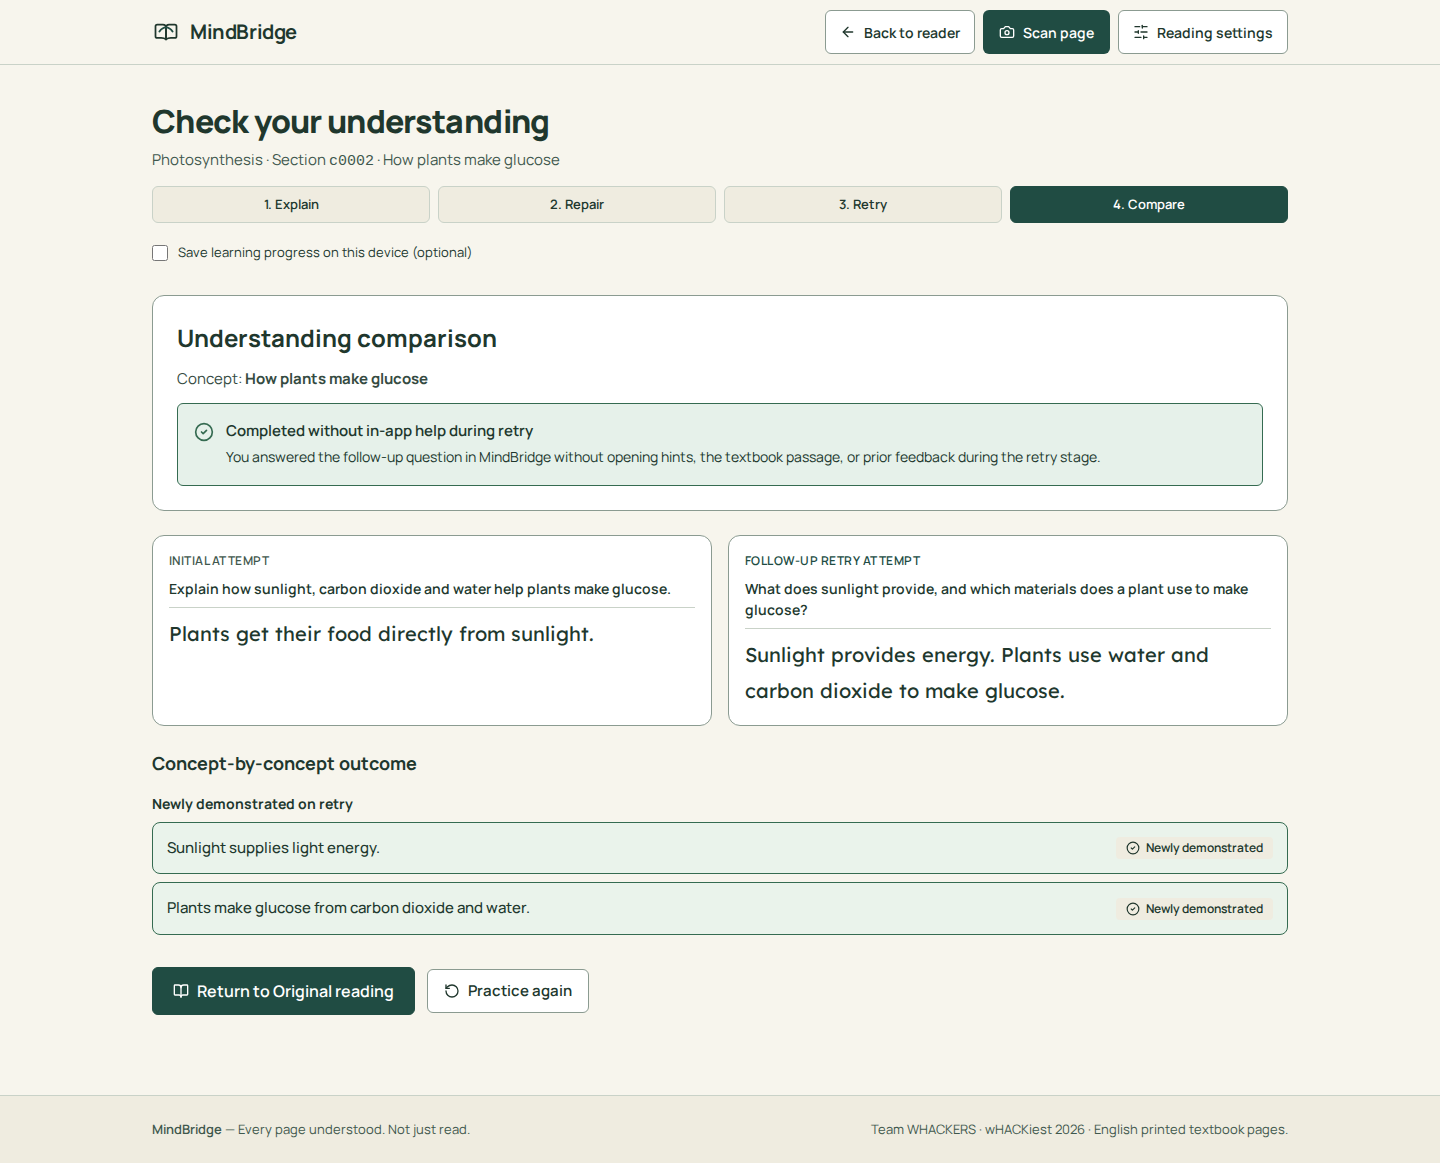 MindBridge
Back to reader
Scan page
Reading settings
Check your understanding
Photosynthesis · Section c0002 · How plants make glucose
1. Explain
2. Repair
3. Retry
4. Compare
Save learning progress on this device (optional)
Understanding comparison
Concept: How plants make glucose
Completed without in-app help during retry
You answered the follow-up question in MindBridge without opening hints, the textbook passage, or prior feedback during the retry stage.
INITIAL ATTEMPT
Explain how sunlight, carbon dioxide and water help plants make glucose.
Plants get their food directly from sunlight.
FOLLOW-UP RETRY ATTEMPT
What does sunlight provide, and which materials does a plant use to make
glucose?
Sunlight provides energy. Plants use water and
carbon dioxide to make glucose.
Concept-by-concept outcome
Newly demonstrated on retry
Sunlight supplies light energy.
Newly demonstrated
Plants make glucose from carbon dioxide and water.
Newly demonstrated
Return to Original reading
Practice again
MindBridge — Every page understood. Not just read.
Team WHACKERS · wHACKiest 2026 · English printed textbook pages.